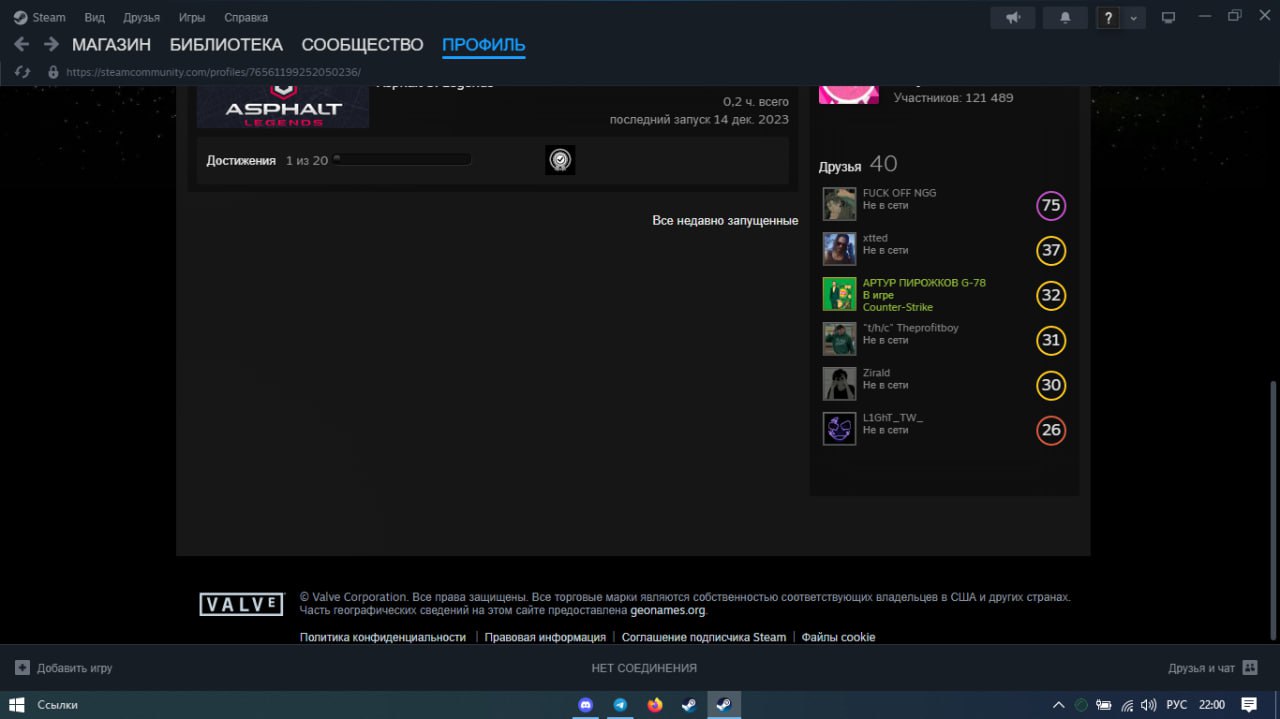 Steam Вид Друзья Игры Справка
?
МАГАЗИН БИБЛИОТЕКА СООБЩЕСТВО ПРОФИЛЬ
https://steamcommunity.com/profiles/76561199252050236/
ASPHALT
LEGENDS
0,2 ч. всего
последний запуск 14 дек. 2023
Достижения 1 из 20
Все недавно запущенные
Участников: 121 489
Друзья 40
FUCK OFF NGG
Не в сети
75
xtted
Не в сети
37
АРТУР ПИРОЖКОВ G-78
В игре
Counter-Strike
32
"t/h/c" Theprofitboy
Не в сети
31
Zirald
Не в сети
30
L1GhT_TW_
Не в сети
26
VALVE
© Valve Corporation. Все права защищены. Все торговые марки являются собственностью соответствующих владельцев в США и других странах.
Часть географических сведений на этом сайте предоставлена geonames.org.
Политика конфиденциальности | Правовая информация | Соглашение подписчика Steam | Файлы cookie
Добавить игру
НЕТ СОЕДИНЕНИЯ
Друзья и чат
Ссылки
РУС 22:00